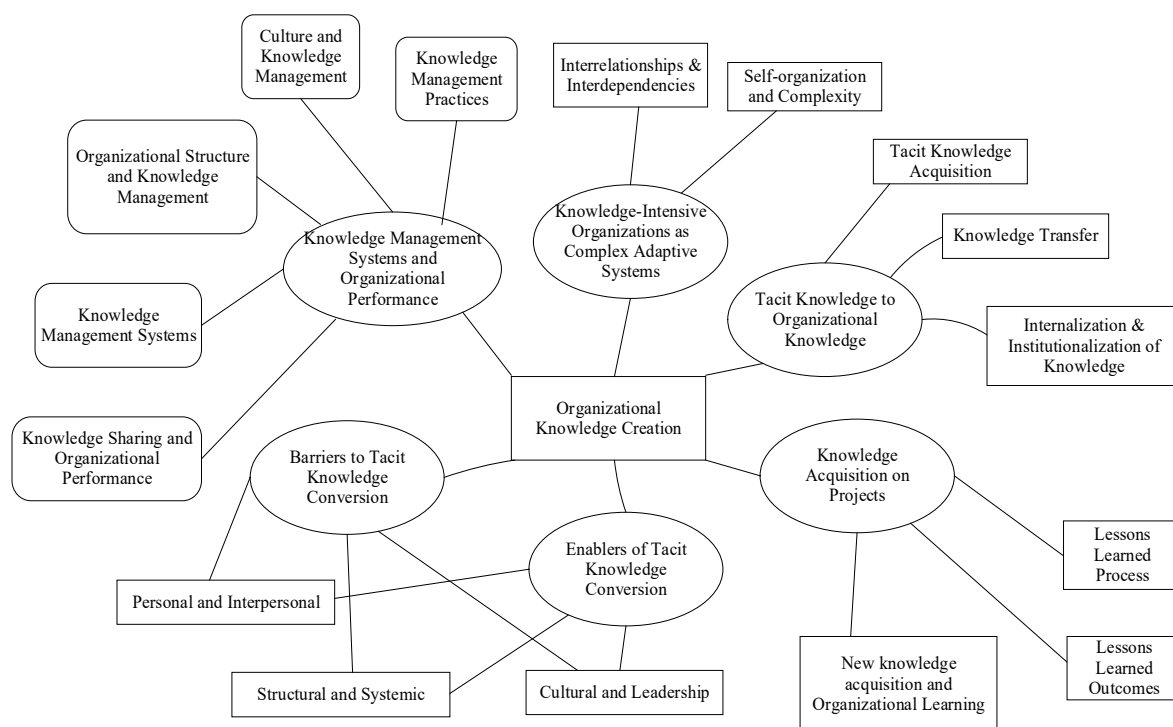 Culture and
Knowledge
Management
Knowledge
Management
Practices
Interrelationships &
Interdependencies
Self-organization
and Complexity
Organizational Structure
and Knowledge
Management
Tacit Knowledge
Acquisition
Knowledge-Intensive
Organizations as
Complex Adaptive
Systems
Knowledge Management
Systems and
Organizational
Performance
Knowledge Transfer
Tacit Knowledge to
Organizational
Knowledge
Knowledge
Management Systems
Internalization &
Institutionalization of
Knowledge
Organizational
Knowledge Creation
Knowledge Sharing and
Organizational
Performance
Barriers to Tacit
Knowledge
Conversion
Knowledge
Acquisition on
Projects
Enablers of Tacit
Knowledge
Conversion
Lessons
Learned
Process
Personal and Interpersonal
Structural and Systemic
Cultural and Leadership
New knowledge
acquisition and
Organizational Learning
Lessons
Learned
Outcomes